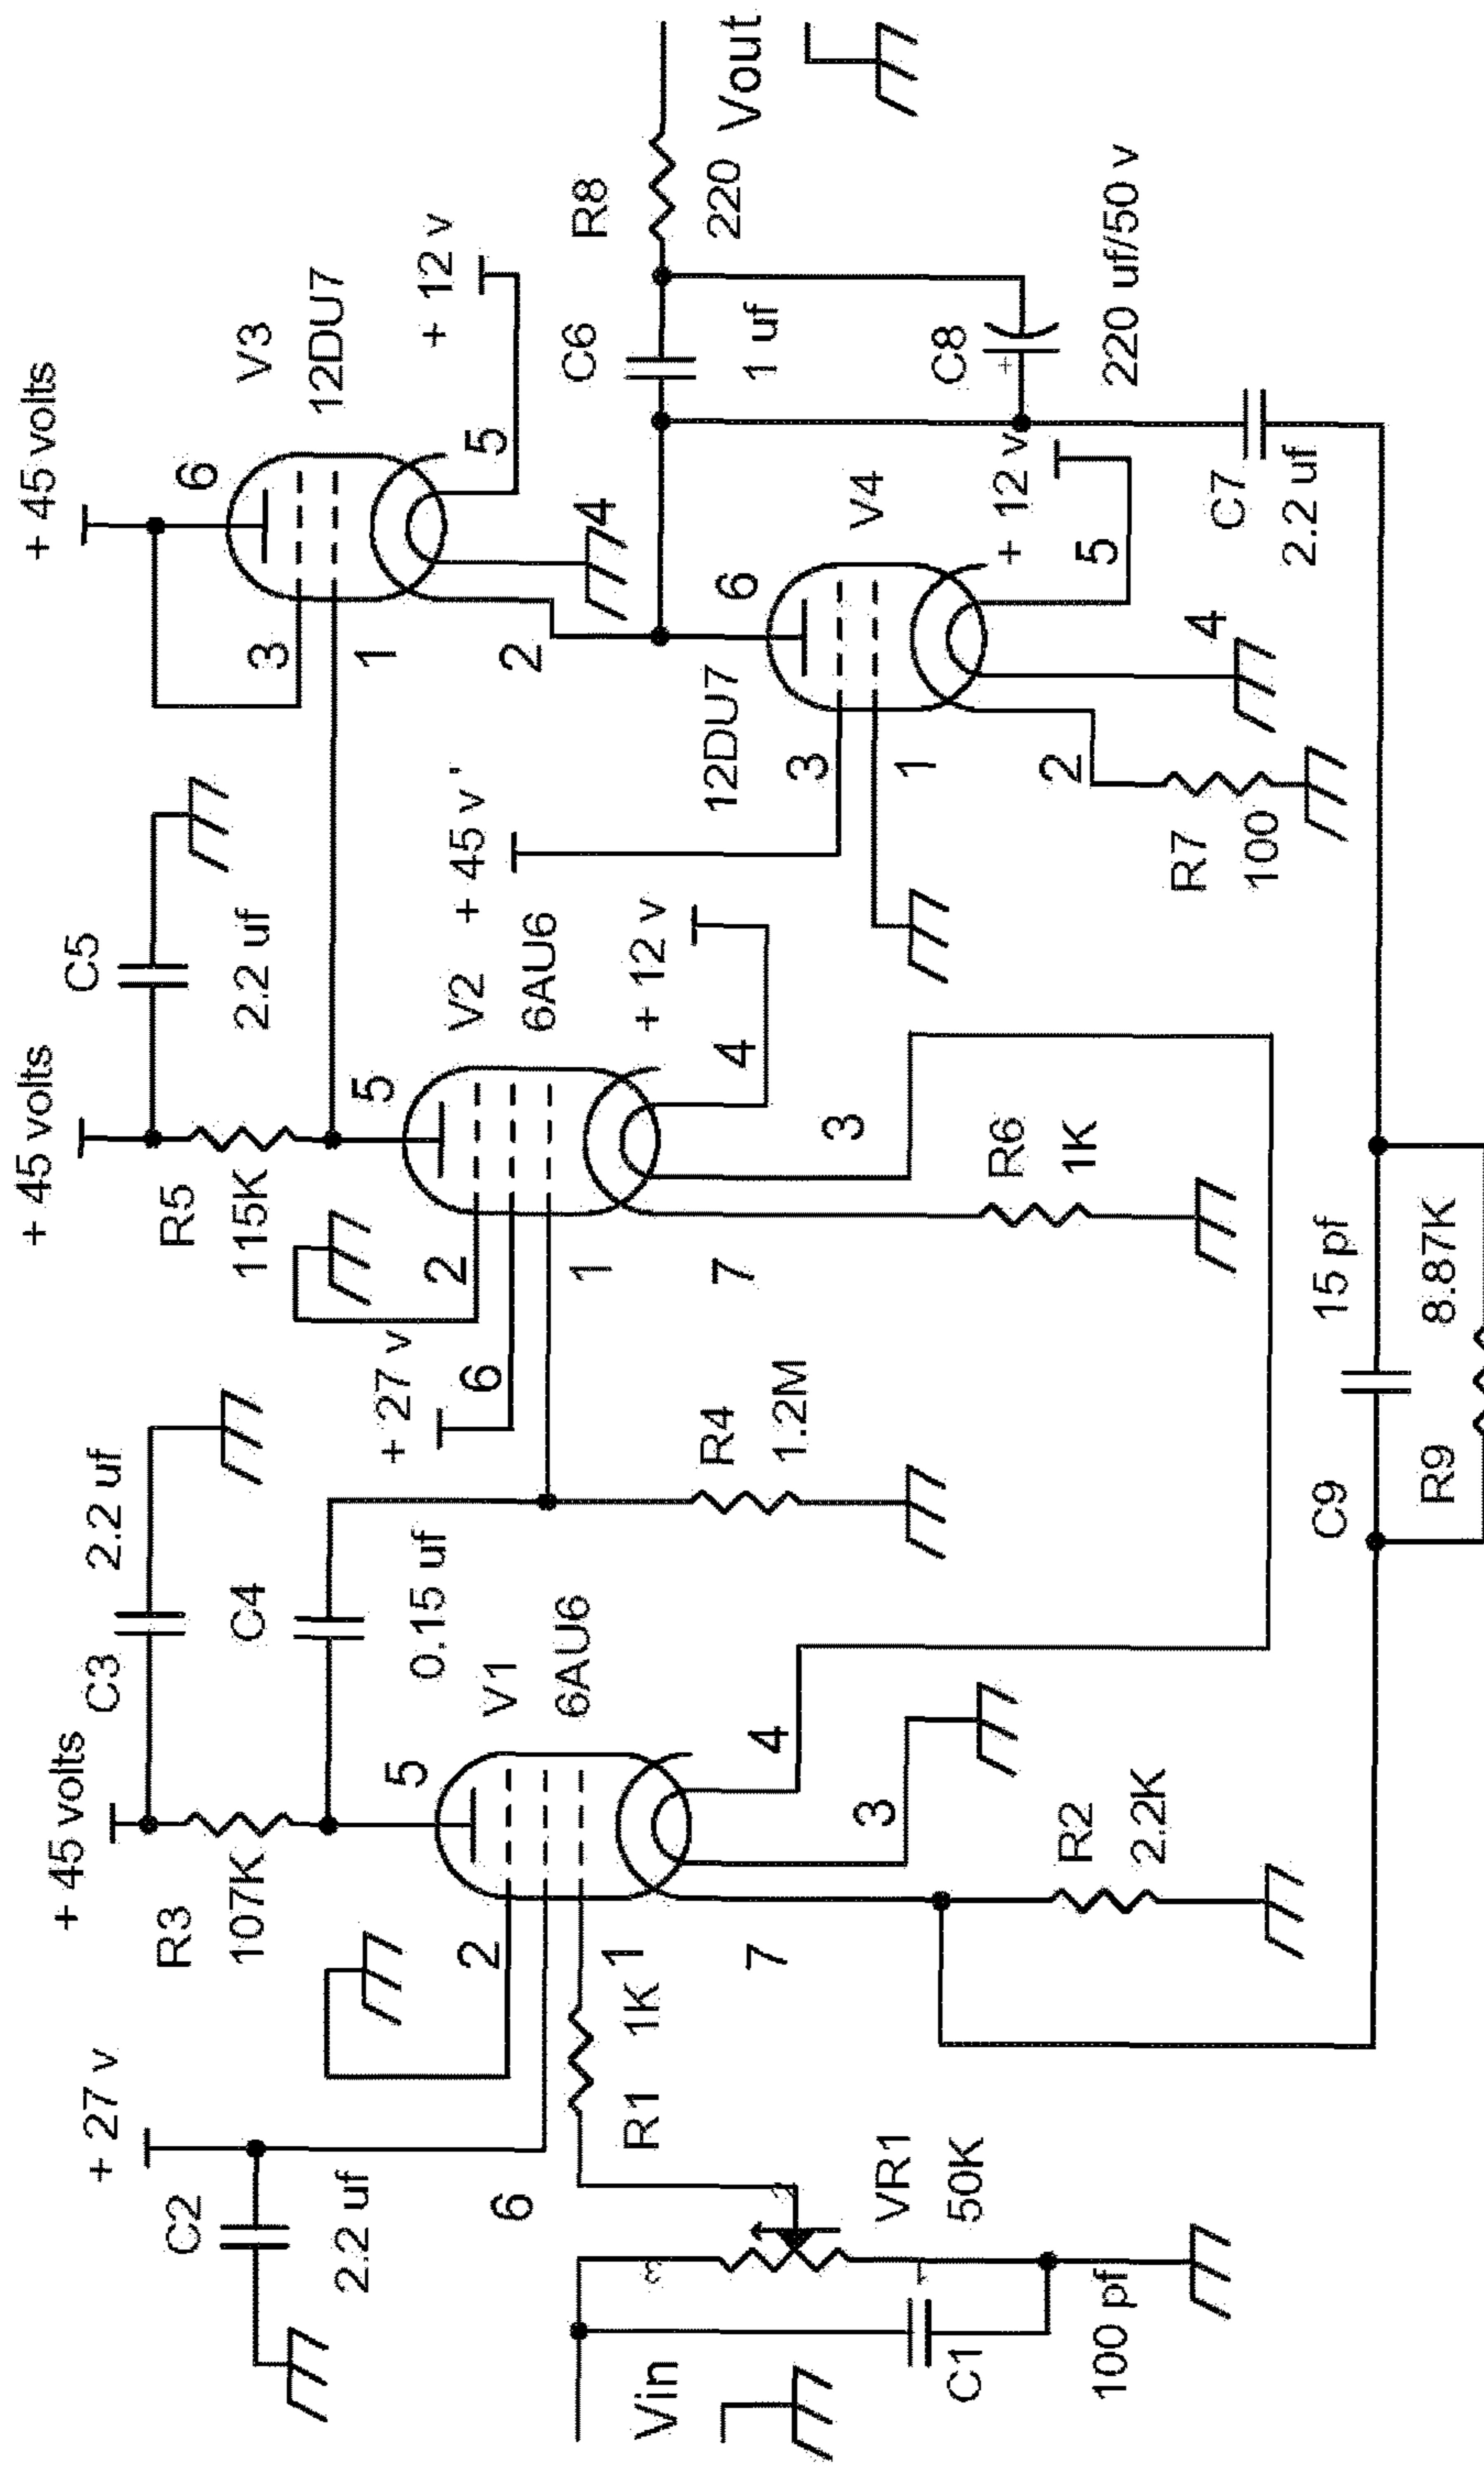 + 45 volts
+ 45 volts
+ 45 volts
+ 27 v
C3
2.2 uf
C5
2.2 uf
6
V3
12DU7
R3
107K
C4
0.15 uf
R5
115K
5
3
1
+ 12 v
5
C2
2.2 uf
+ 27 v
2
6
1
V2
6AU6
+ 45 v '
4
2
C6
1 uf
R8
220
Vout
5
V1
6AU6
+ 12 v
4
12DU7
6
V4
2
6
1
R1
1K
R4
1.2M
7
3
3
1
+ 12 v
5
C8
+
220 uf/50 v
Vin
3
2
1
VR1
50K
7
4
3
R6
1K
2
4
C7
2.2 uf
C1
100 pf
R2
2.2K
R7
100
C9
15 pf
R9
8.87K